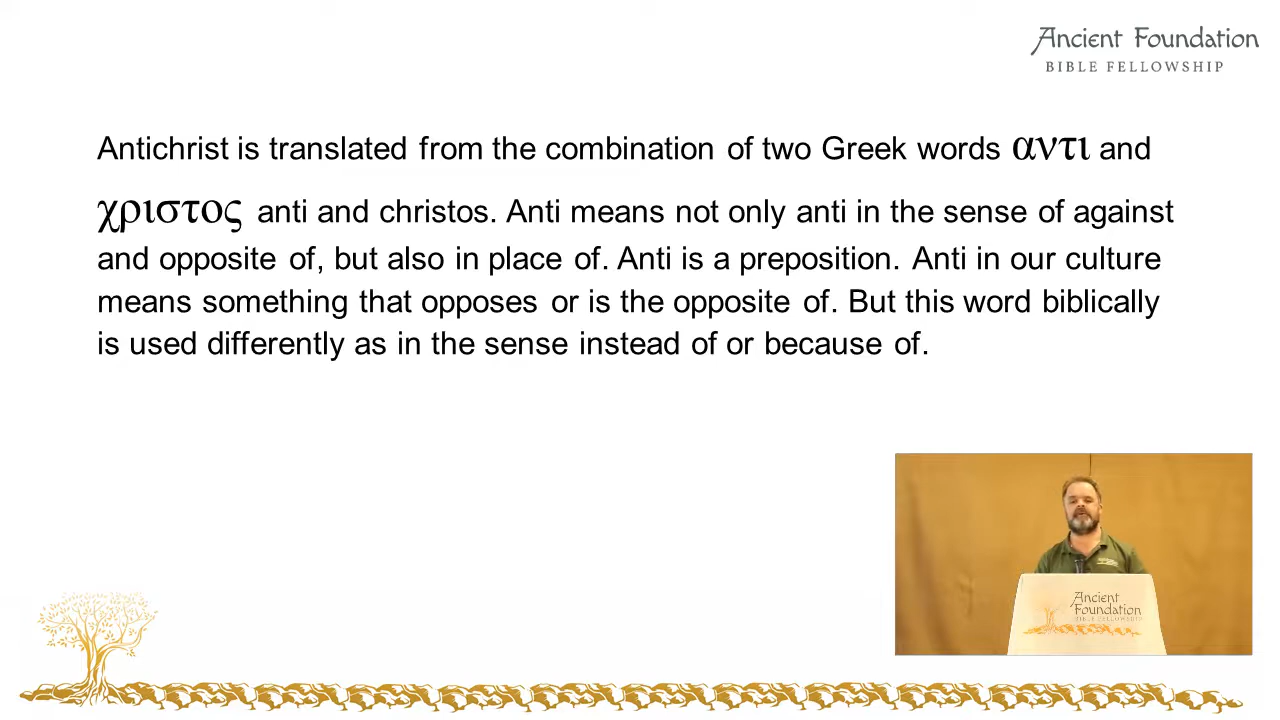 Ancient Foundation
BIBLE FELLOWSHIP
Antichrist is translated from the combination of two Greek words αντι and
χριστος anti and christos. Anti means not only anti in the sense of against
and opposite of, but also in place of. Anti is a preposition. Anti in our culture
means something that opposes or is the opposite of. But this word biblically
is used differently as in the sense instead of or because of.
Ancient
Foundation
BIBLE FELLOWSHIP